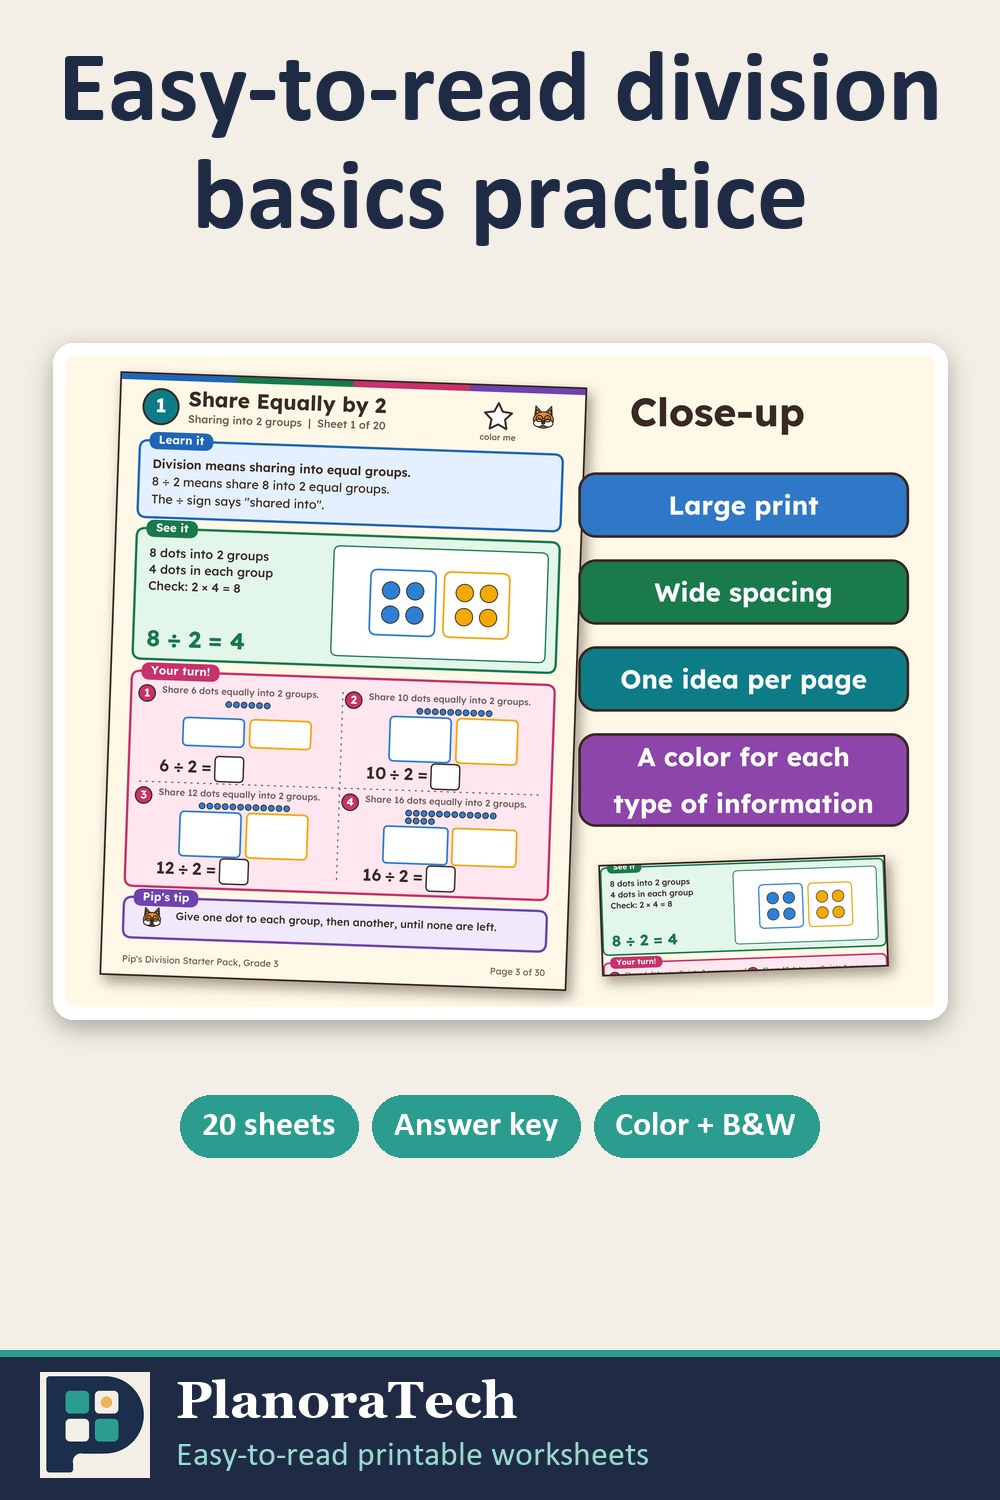 Easy-to-read division
basics practice
1
Share Equally by 2
Sharing into 2 groups | Sheet 1 of 20
color me
Learn it
Division means sharing into equal groups.
8 ÷ 2 means share 8 into 2 equal groups.
The ÷ sign says "shared into".
See it
8 dots into 2 groups
4 dots in each group
Check: 2 × 4 = 8
8 ÷ 2 = 4
Your turn!
1 Share 6 dots equally into 2 groups.
6 ÷ 2 =
2 Share 10 dots equally into 2 groups.
10 ÷ 2 =
3 Share 12 dots equally into 2 groups.
12 ÷ 2 =
4 Share 16 dots equally into 2 groups.
16 ÷ 2 =
Pip's tip
Give one dot to each group, then another, until none are left.
Pip's Division Starter Pack, Grade 3
Page 3 of 30
Close-up
Large print
Wide spacing
One idea per page
A color for each
type of information
See it
8 dots into 2 groups
4 dots in each group
Check: 2 × 4 = 8
8 ÷ 2 = 4
Your turn!
20 sheets
Answer key
Color + B&W
PlanoraTech
Easy-to-read printable worksheets